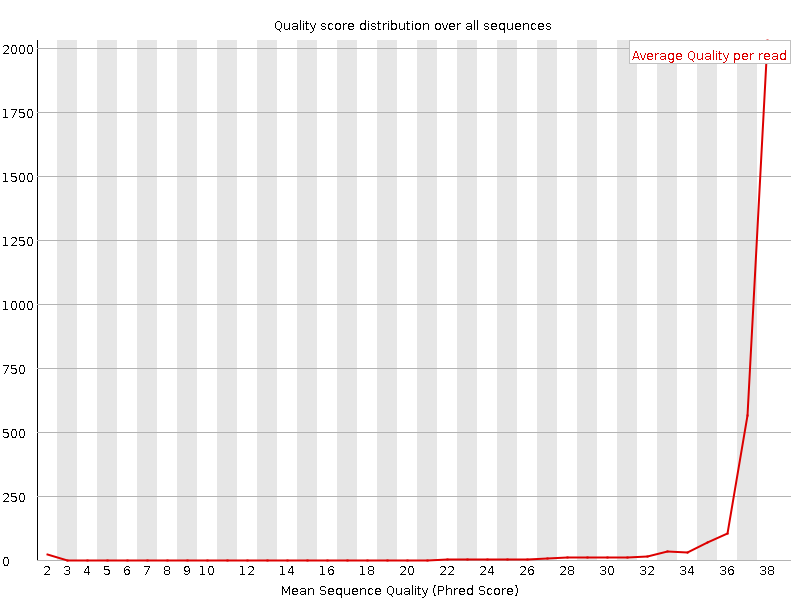 Quality score distribution over all sequences
Average Quality per read
2000
1750
1500
1250
1000
750
500
250
0
2 3 4 5 6 7 8 9 10 12 14 16 18 20 22 24 26 28 30 32 34 36 38
Mean Sequence Quality (Phred Score)